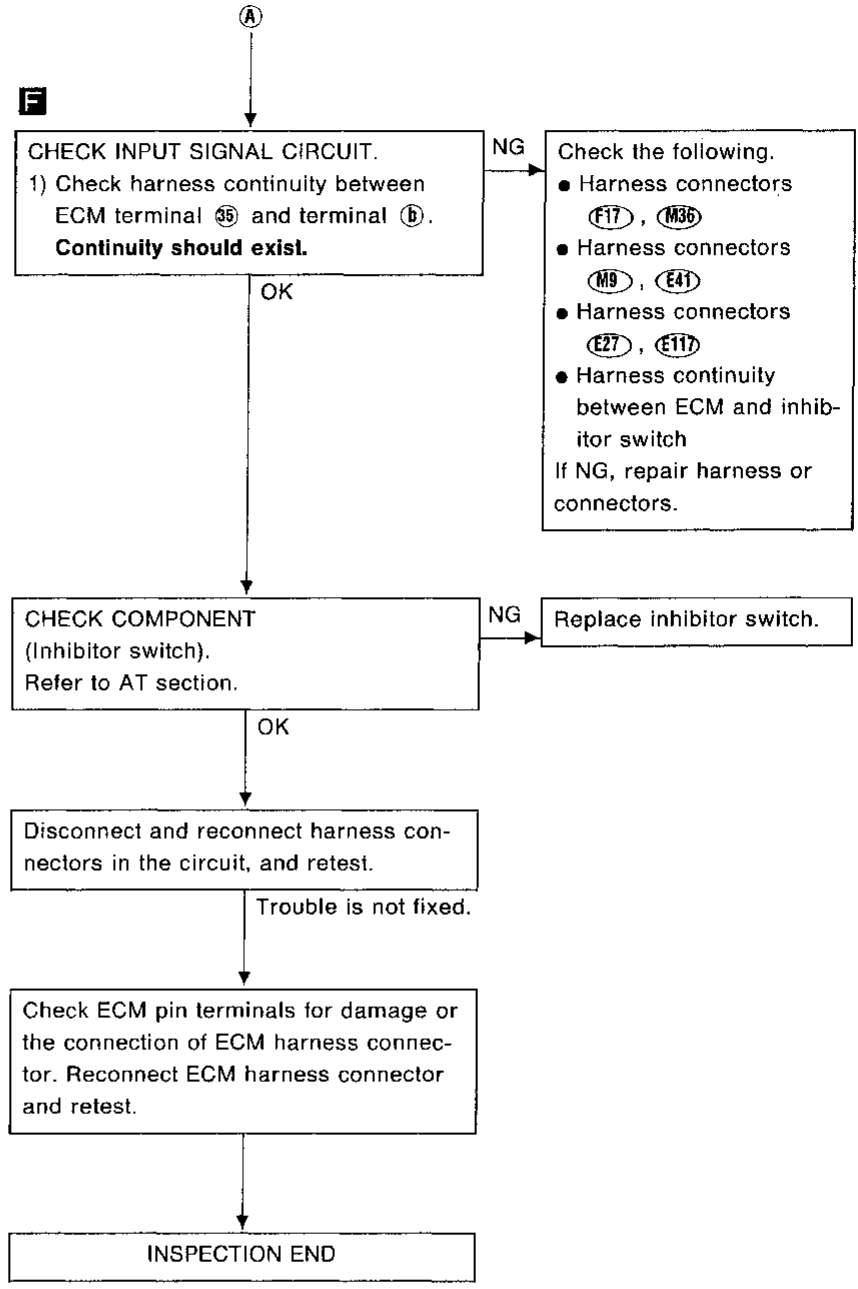 A
F
CHECK INPUT SIGNAL CIRCUIT.
1) Check harness continuity between
ECM terminal 35 and terminal b.
Continuity should exist.
NG
Check the following.
● Harness connectors
F17, M36
● Harness connectors
M9, E41
● Harness connectors
E27, E117
● Harness continuity
between ECM and inhib-
itor switch
If NG, repair harness or
connectors.
OK
CHECK COMPONENT
(Inhibitor switch).
Refer to AT section.
NG
Replace inhibitor switch.
OK
Disconnect and reconnect harness con-
nectors in the circuit, and retest.
Trouble is not fixed.
Check ECM pin terminals for damage or
the connection of ECM harness connec-
tor. Reconnect ECM harness connector
and retest.
INSPECTION END